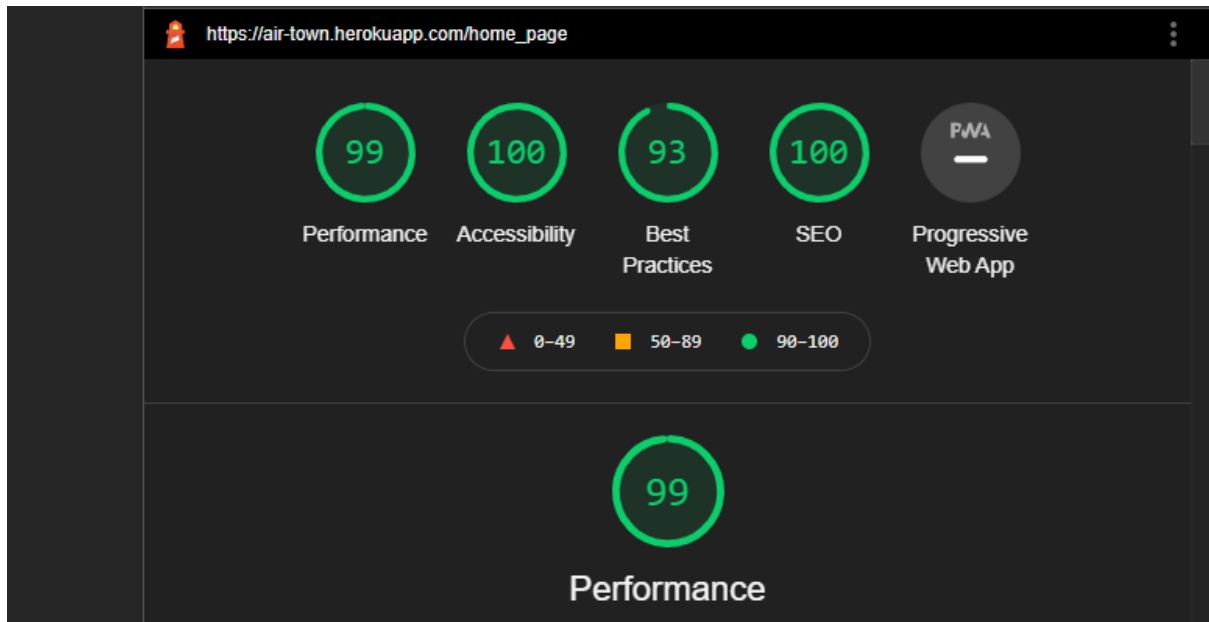 https://air-town.herokuapp.com/home_page
99 100 93 100 PWA
Performance Accessibility Best Practices SEO Progressive Web App
0–49 50–89 90–100
99
Performance